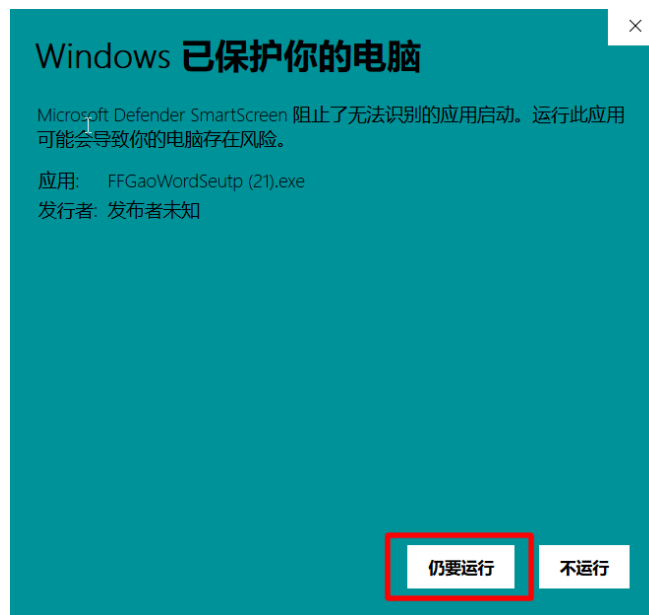 Windows 已保护你的电脑
Microsoft Defender SmartScreen 阻止了无法识别的应用启动。运行此应用
可能会导致你的电脑存在风险。
应用: FFGaoWordSeutp (21).exe
发行者: 发布者未知
仍要运行 不运行